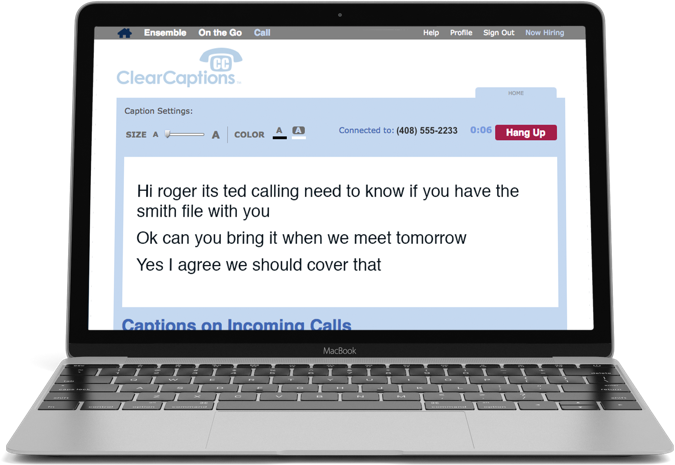 Ensemble On the Go Call Help Profile Sign Out Now Hiring
CC
ClearCaptions
HOME
Caption Settings:
SIZE A A COLOR A A Connected to: (408) 555-2233 0:06 Hang Up
Hi roger its ted calling need to know if you have the
smith file with you
Ok can you bring it when we meet tomorrow
Yes I agree we should cover that
Captions on Incoming Calls
MacBook